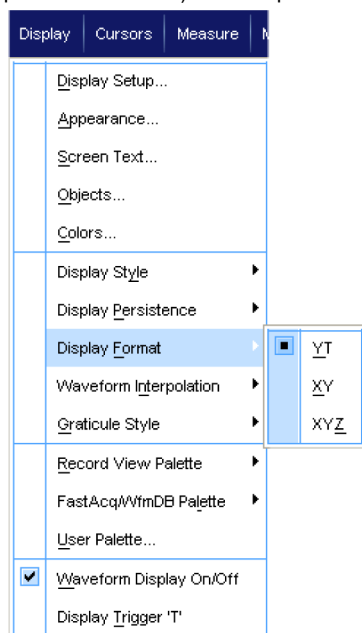 Display Cursors Measure
Display Setup...
Appearance...
Screen Text...
Objects...
Colors...
Display Style
Display Persistence
Display Format
YT
Waveform Interpolation
XY
Graticule Style
XYZ
Record View Palette
FastAcq/WfmDB Palette
User Palette...
Waveform Display On/Off
Display Trigger 'T'